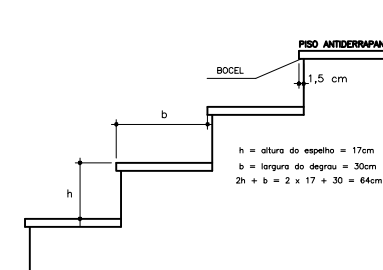 PISO ANTIDERRAPAN
BOCEL
1,5 cm
b
h = altura do espelho = 17cm
b = largura do degrau = 30cm
2h + b = 2 x 17 + 30 = 64cm
h